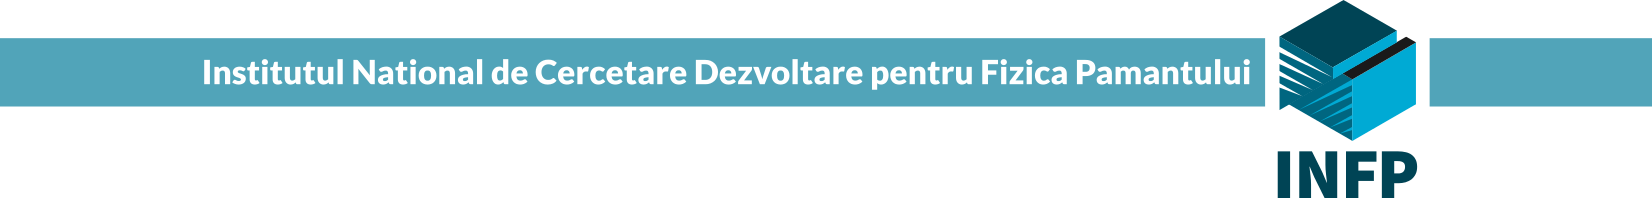 Institutul National de Cercetare Dezvoltare pentru Fizica Pamantului
INFP